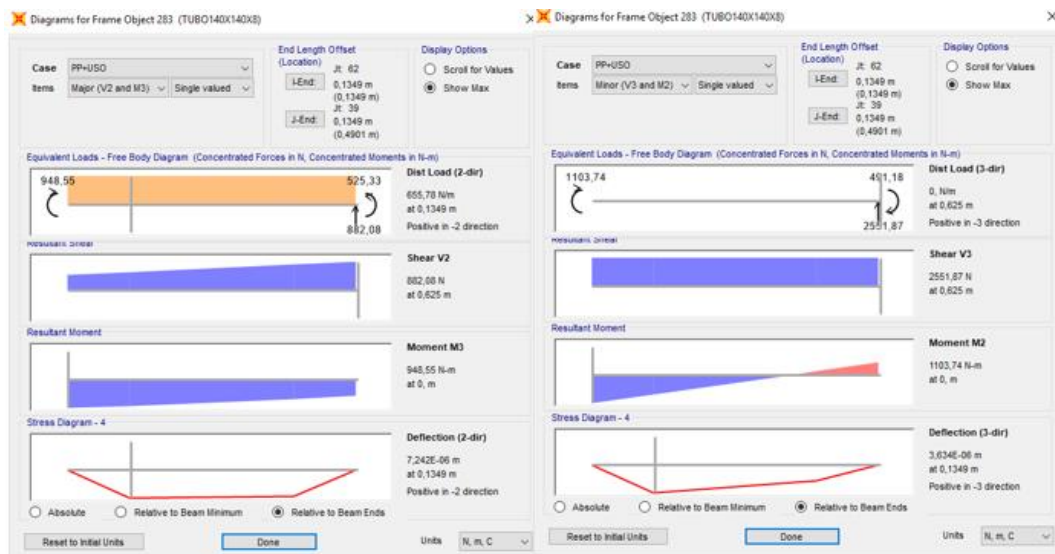 Diagrams for Frame Object 283 (TUBO140X140X8)
Case PP+USO
Items Major (V2 and M3) Single valued
End Length Offset
(Location)
Jt: 62
I-End: 0,1349 m
(0,1349 m)
Jt: 39
J-End: 0,1349 m
(0,4901 m)
Display Options
Scroll for Values
Show Max
Equivalent Loads - Free Body Diagram (Concentrated Forces in N, Concentrated Moments in N-m)
948,55
525,33
882,08
Dist Load (2-dir)
655,78 N/m
at 0,1349 m
Positive in -2 direction
Resultant Shear
Shear V2
882,08 N
at 0,625 m
Resultant Moment
Moment M3
948,55 N-m
at 0, m
Stress Diagram - 4
Deflection (2-dir)
7,242E-06 m
at 0,1349 m
Positive in -2 direction
Absolute Relative to Beam Minimum Relative to Beam Ends
Reset to Initial Units Done Units N, m, C
Diagrams for Frame Object 283 (TUBO140X140X8)
Case PP+USO
Items Minor (V3 and M2) Single valued
End Length Offset
(Location)
Jt: 62
I-End: 0,1349 m
(0,1349 m)
Jt: 39
J-End: 0,1349 m
(0,4901 m)
Display Options
Scroll for Values
Show Max
Equivalent Loads - Free Body Diagram (Concentrated Forces in N, Concentrated Moments in N-m)
1103,74
491,18
2551,87
Dist Load (3-dir)
0, N/m
at 0,625 m
Positive in -3 direction
Resultant Shear
Shear V3
2551,87 N
at 0,625 m
Resultant Moment
Moment M2
1103,74 N-m
at 0, m
Stress Diagram - 4
Deflection (3-dir)
3,634E-06 m
at 0,1349 m
Positive in -3 direction
Absolute Relative to Beam Minimum Relative to Beam Ends
Reset to Initial Units Done Units N, m, C